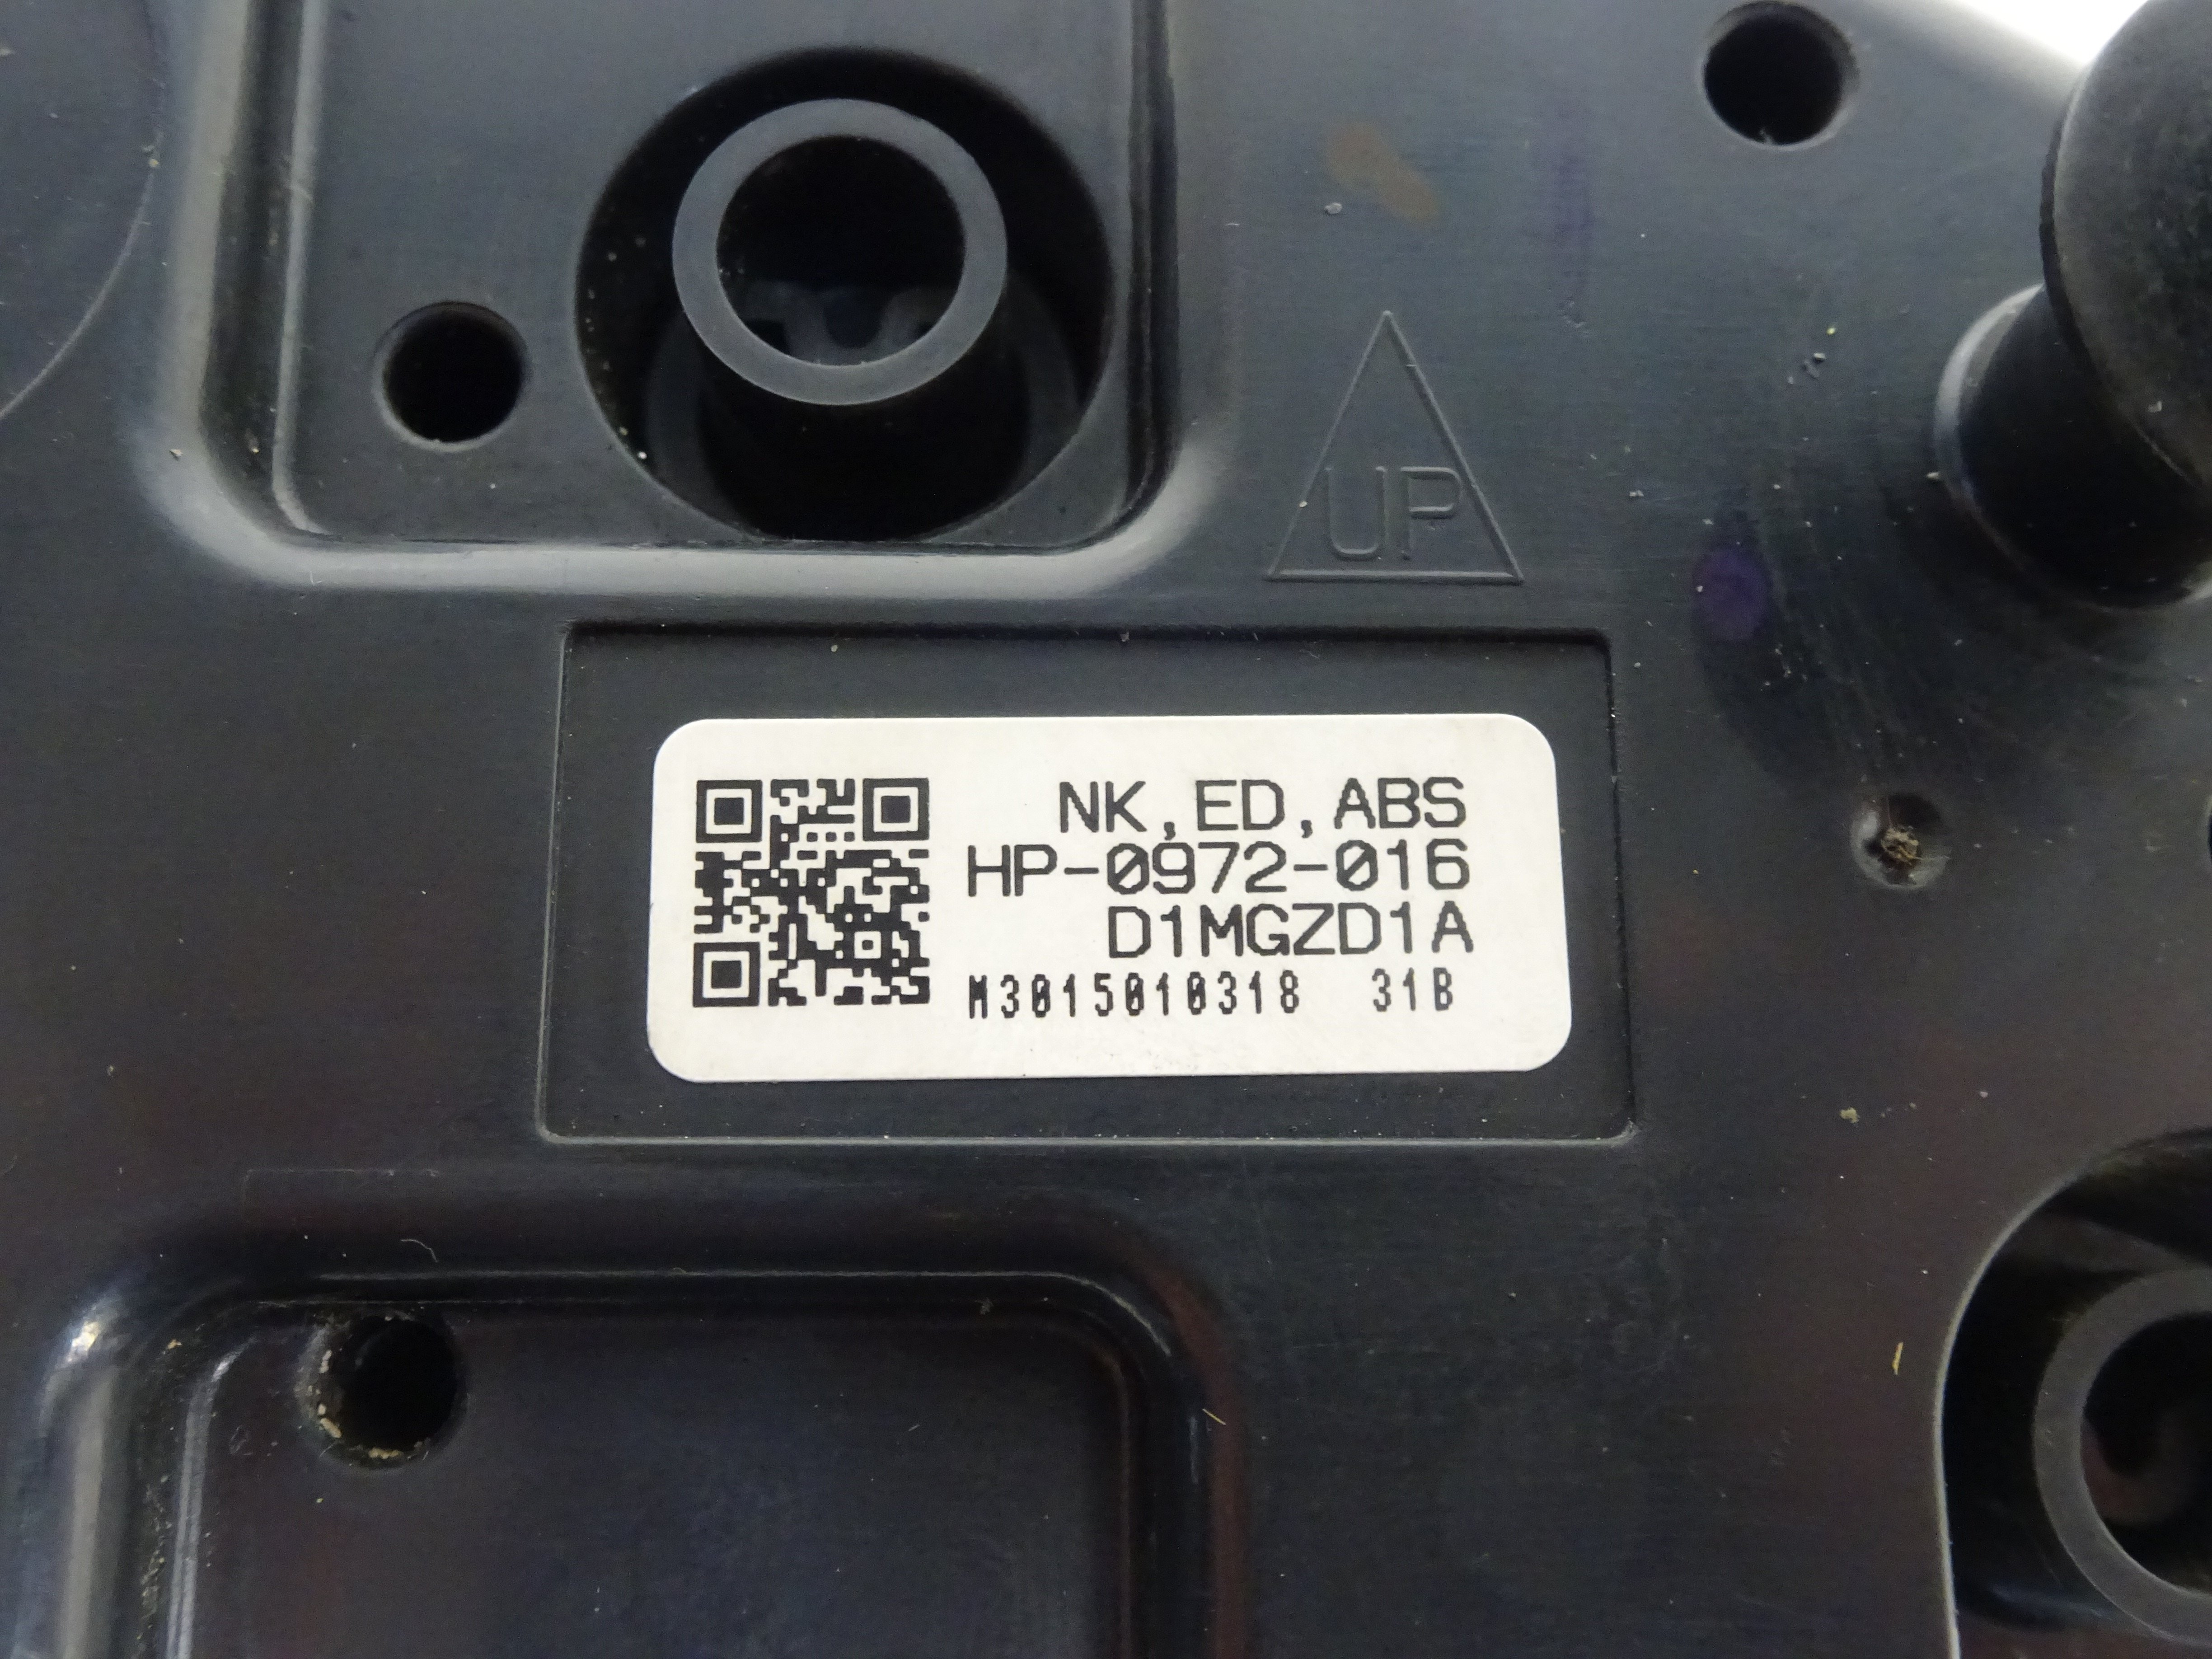 UP
NK,ED,ABS
HP-0972-016
D1MGZD1A
M3015010318 31B